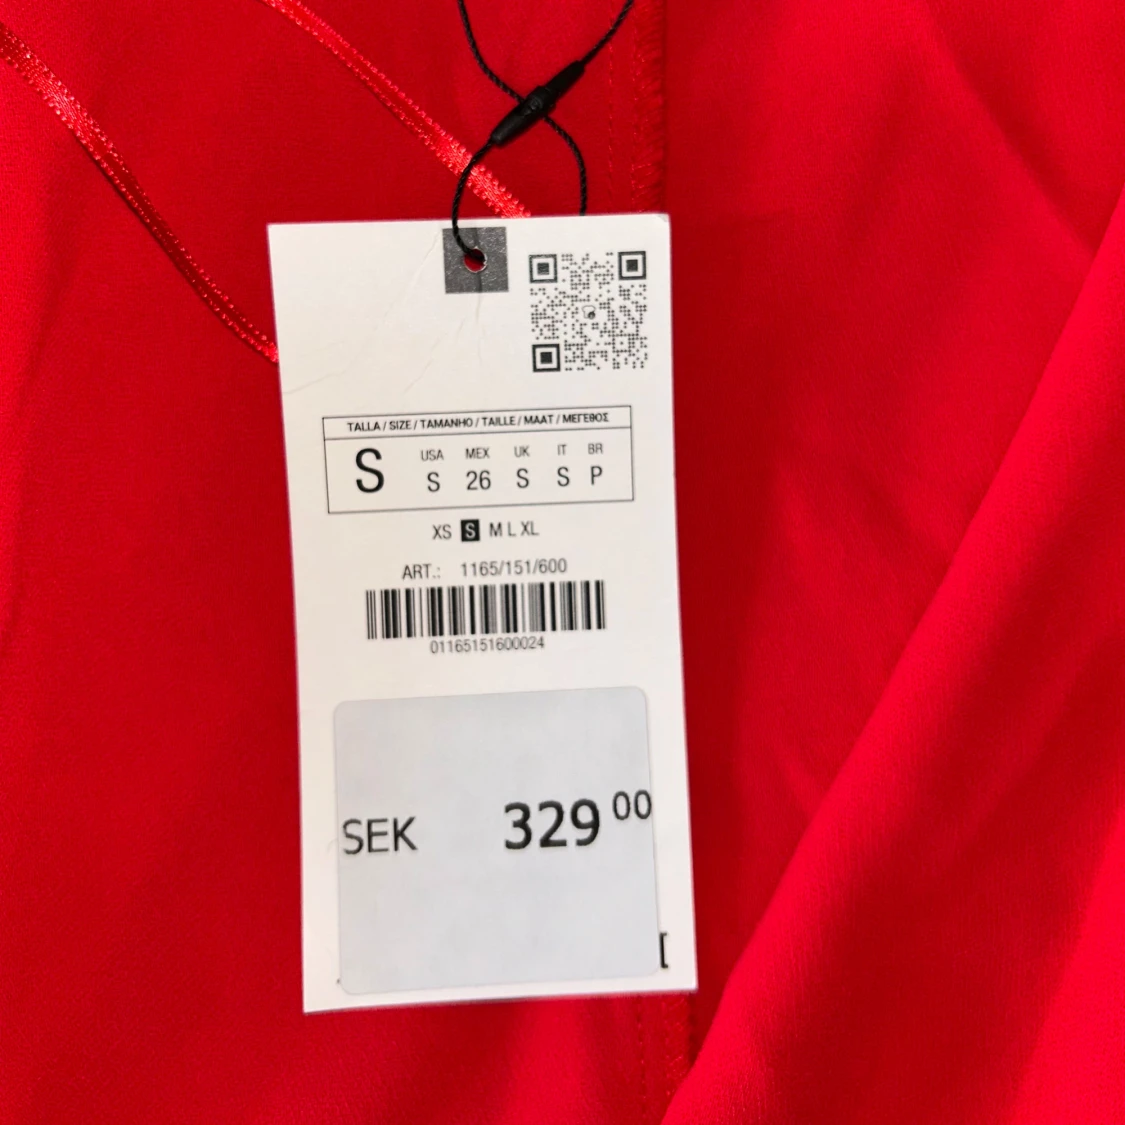 TALLA / SIZE / TAMANHO / TAILLE / MAAT / ΜΕΓΕΘΟΣ
USA MEX UK IT BR
S S 26 S S P
XS S M L XL
ART.: 1165/151/600
01165151600024
SEK 329 00